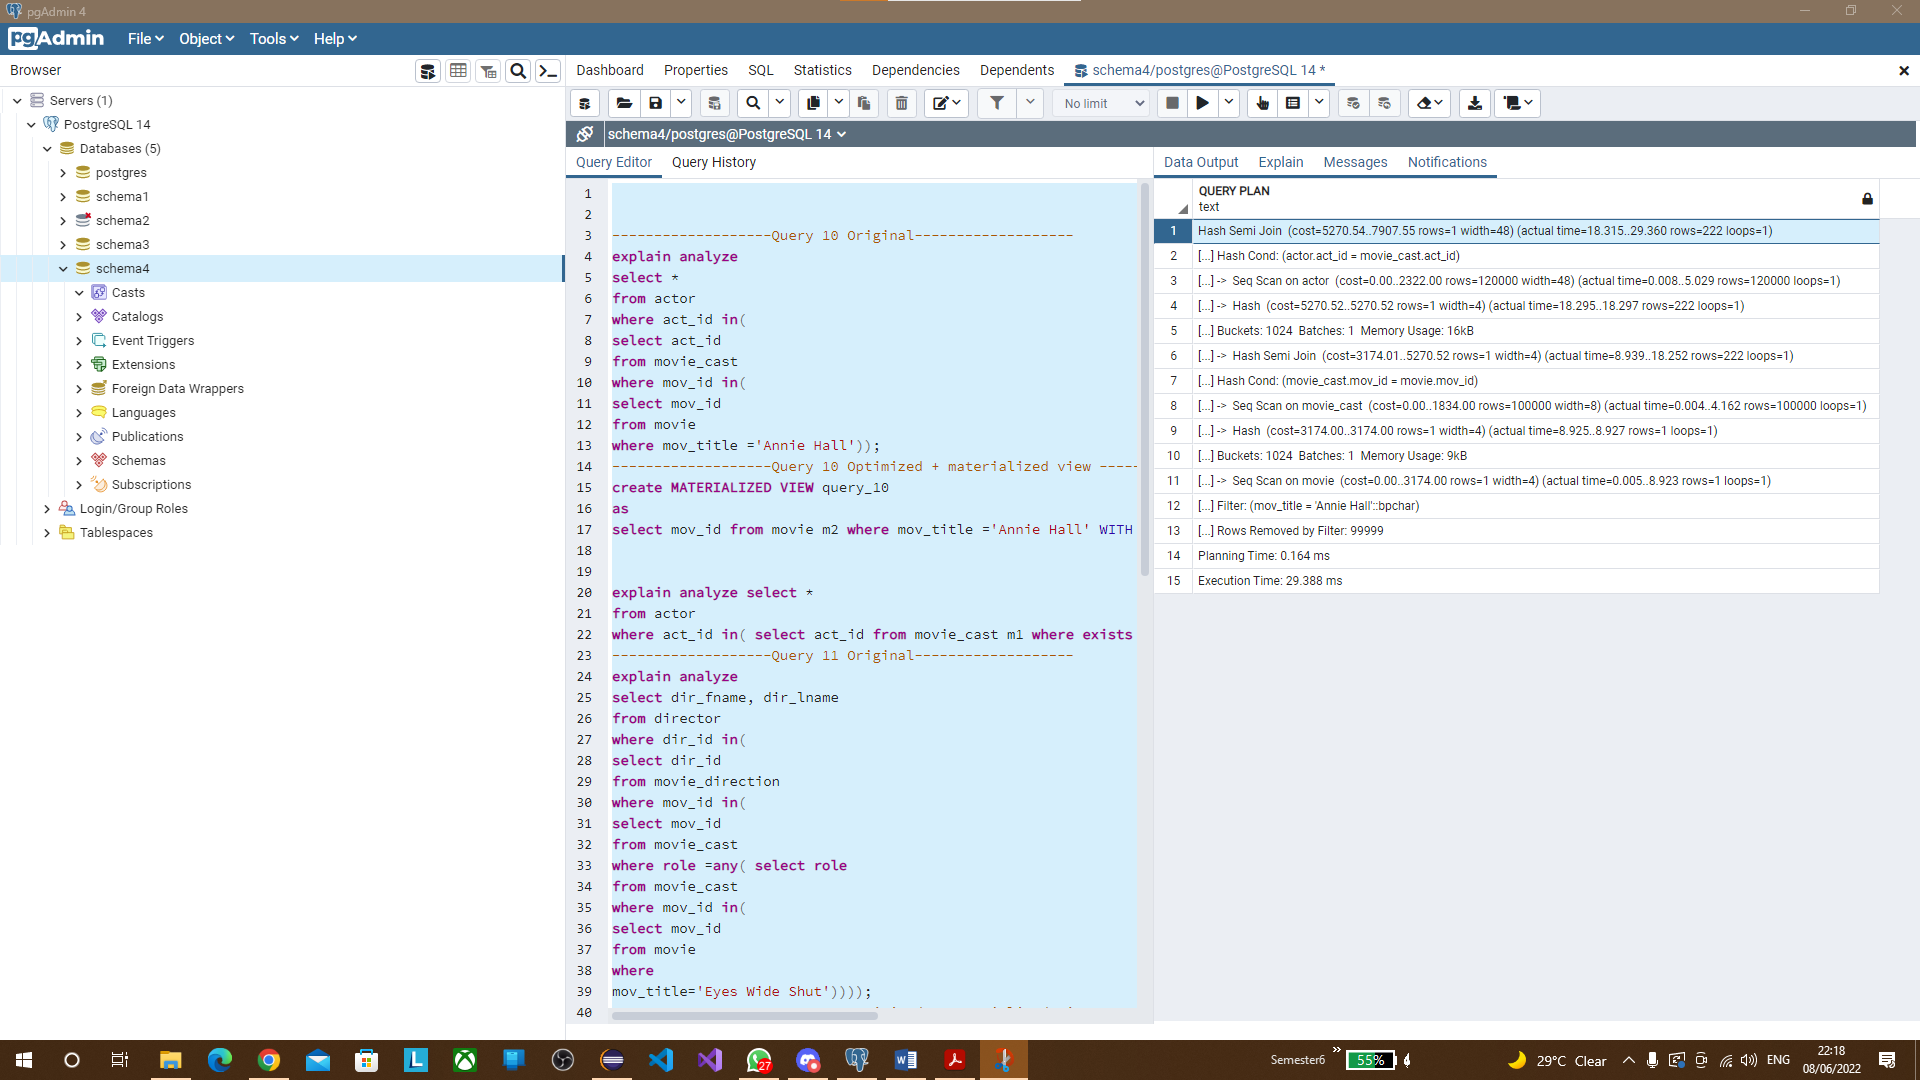 pgAdmin 4
pgAdmin
File
Object
Tools
Help
Browser
Dashboard
Properties
SQL
Statistics
Dependencies
Dependents
schema4/postgres@PostgreSQL 14 *
Servers (1)
PostgreSQL 14
Databases (5)
postgres
schema1
schema2
schema3
schema4
Casts
Catalogs
Event Triggers
Extensions
Foreign Data Wrappers
Languages
Publications
Schemas
Subscriptions
Login/Group Roles
Tablespaces
No limit
schema4/postgres@PostgreSQL 14
Query Editor
Query History
1
2
3 -------------------Query 10 Original-------------------
4 explain analyze
5 select *
6 from actor
7 where act_id in(
8 select act_id
9 from movie_cast
10 where mov_id in(
11 select mov_id
12 from movie
13 where mov_title ='Annie Hall'));
14 -------------------Query 10 Optimized + materialized view -----
15 create MATERIALIZED VIEW query_10
16 as
17 select mov_id from movie m2 where mov_title ='Annie Hall' WITH
18
19
20 explain analyze select *
21 from actor
22 where act_id in( select act_id from movie_cast m1 where exists
23 -------------------Query 11 Original-------------------
24 explain analyze
25 select dir_fname, dir_lname
26 from director
27 where dir_id in(
28 select dir_id
29 from movie_direction
30 where mov_id in(
31 select mov_id
32 from movie_cast
33 where role =any( select role
34 from movie_cast
35 where mov_id in(
36 select mov_id
37 from movie
38 where
39 mov_title='Eyes Wide Shut'))));
40
Data Output
Explain
Messages
Notifications
QUERY PLAN
text
1 Hash Semi Join (cost=5270.54..7907.55 rows=1 width=48) (actual time=18.315..29.360 rows=222 loops=1)
2 [...] Hash Cond: (actor.act_id = movie_cast.act_id)
3 [...] -> Seq Scan on actor (cost=0.00..2322.00 rows=120000 width=48) (actual time=0.008..5.029 rows=120000 loops=1)
4 [...] -> Hash (cost=5270.52..5270.52 rows=1 width=4) (actual time=18.295..18.297 rows=222 loops=1)
5 [...] Buckets: 1024 Batches: 1 Memory Usage: 16kB
6 [...] -> Hash Semi Join (cost=3174.01..5270.52 rows=1 width=4) (actual time=8.939..18.252 rows=222 loops=1)
7 [...] Hash Cond: (movie_cast.mov_id = movie.mov_id)
8 [...] -> Seq Scan on movie_cast (cost=0.00..1834.00 rows=100000 width=8) (actual time=0.004..4.162 rows=100000 loops=1)
9 [...] -> Hash (cost=3174.00..3174.00 rows=1 width=4) (actual time=8.925..8.927 rows=1 loops=1)
10 [...] Buckets: 1024 Batches: 1 Memory Usage: 9kB
11 [...] -> Seq Scan on movie (cost=0.00..3174.00 rows=1 width=4) (actual time=0.005..8.923 rows=1 loops=1)
12 [...] Filter: (mov_title = 'Annie Hall'::bpchar)
13 [...] Rows Removed by Filter: 99999
14 Planning Time: 0.164 ms
15 Execution Time: 29.388 ms
27
Semester6
55%
29°C Clear
ENG
22:18
08/06/2022